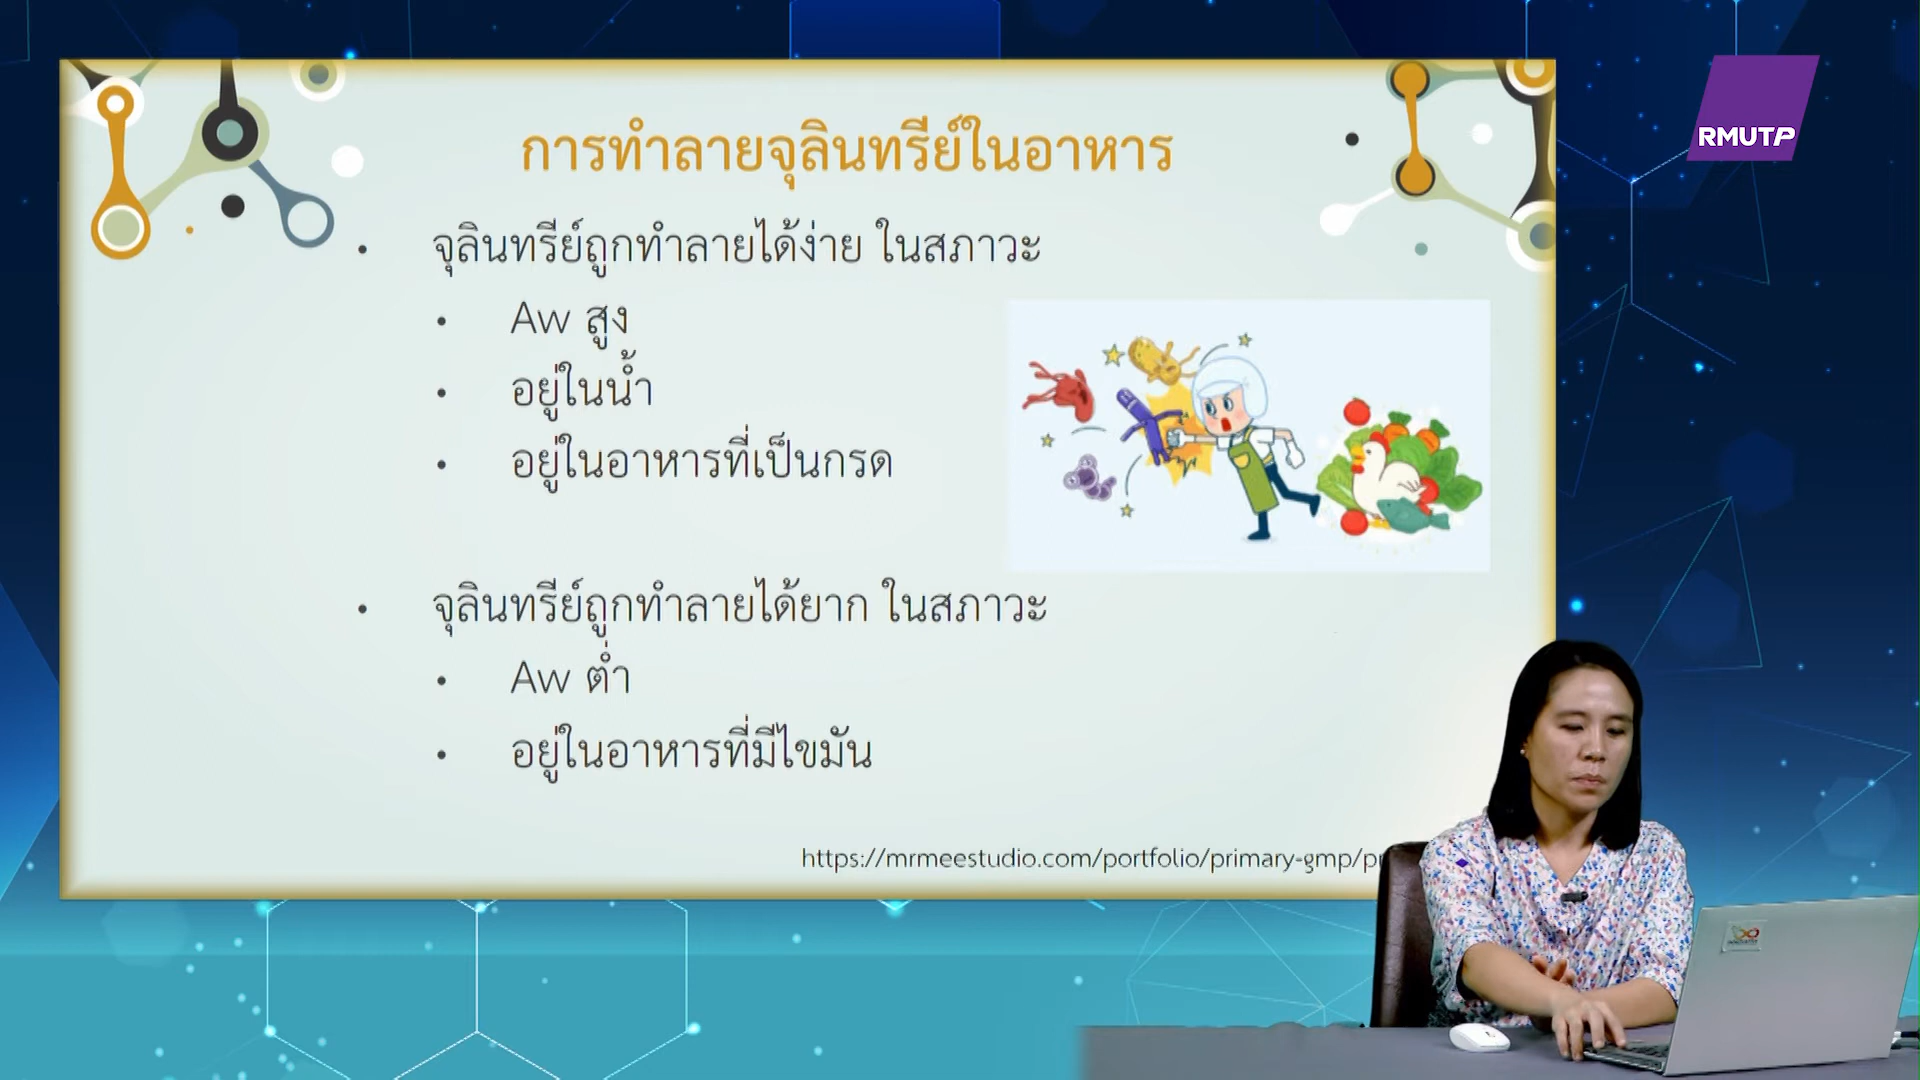 RMUTP
การทำลายจุลินทรีย์ในอาหาร
• จุลินทรีย์ถูกทำลายได้ง่าย ในสภาวะ
• Aw สูง
• อยู่ในน้ำ
• อยู่ในอาหารที่เป็นกรด
• จุลินทรีย์ถูกทำลายได้ยาก ในสภาวะ
• Aw ต่ำ
• อยู่ในอาหารที่มีไขมัน
https://mrmeestudio.com/portfolio/primary-gmp/